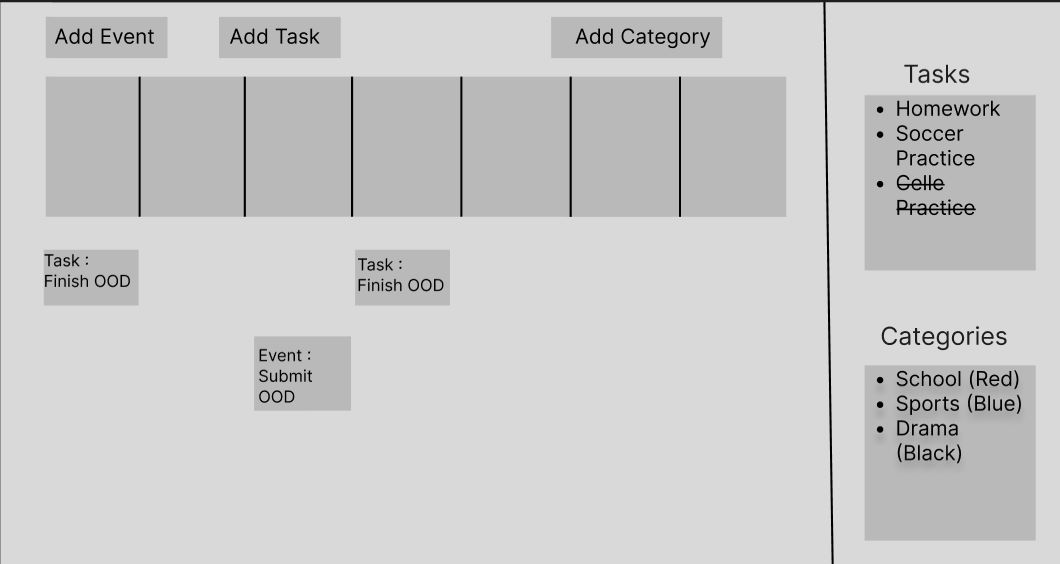 Add Event
Add Task
Add Category
Task :
Finish OOD
Task :
Finish OOD
Event :
Submit
OOD
Tasks
Homework
Soccer
Practice
Celle
Practice
Categories
School (Red)
Sports (Blue)
Drama
(Black)